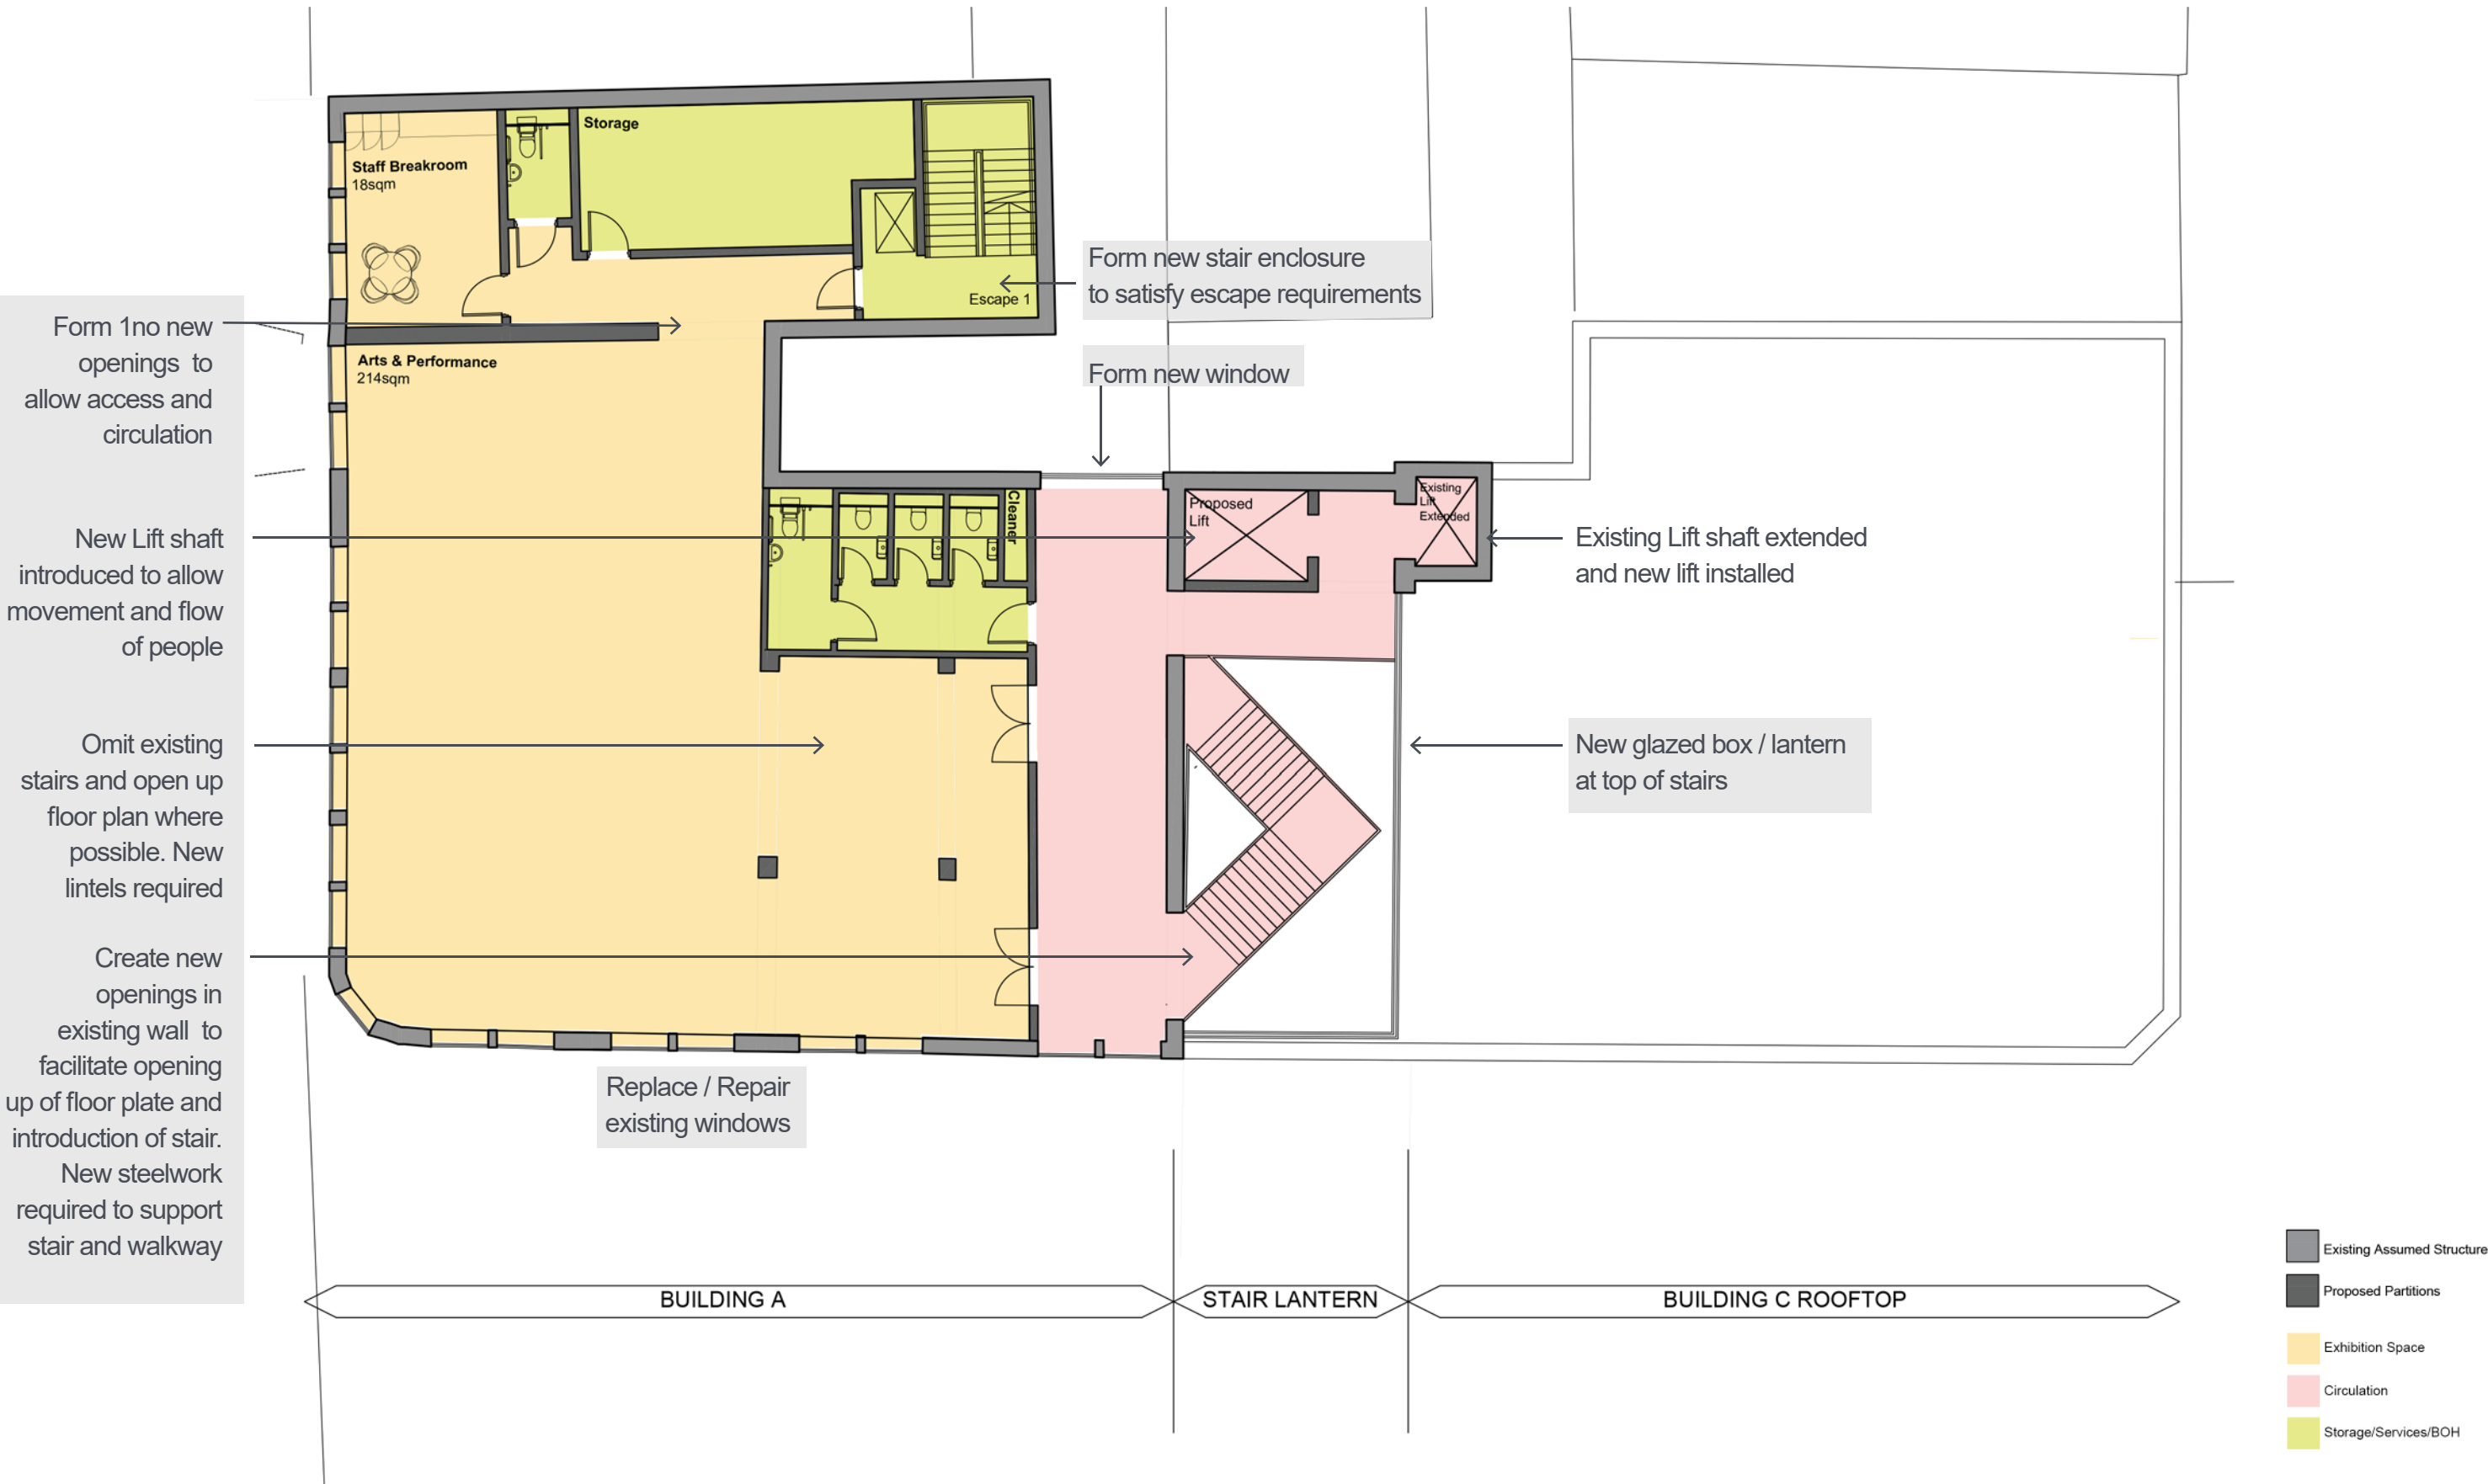 Storage
Staff Breakroom
18sqm
Escape 1
Form new stair enclosure
to satisfy escape requirements
Form 1no new
openings to
allow access and
circulation
Arts & Performance
214sqm
Form new window
Cleaner
Proposed
Lift
Existing
Lift
Extended
New Lift shaft
introduced to allow
movement and flow
of people
Existing Lift shaft extended
and new lift installed
Omit existing
stairs and open up
floor plan where
possible. New
lintels required
New glazed box / lantern
at top of stairs
Create new
openings in
existing wall to
facilitate opening
up of floor plate and
introduction of stair.
New steelwork
required to support
stair and walkway
Replace / Repair
existing windows
BUILDING A
STAIR LANTERN
BUILDING C ROOFTOP
Existing Assumed Structure
Proposed Partitions
Exhibition Space
Circulation
Storage/Services/BOH